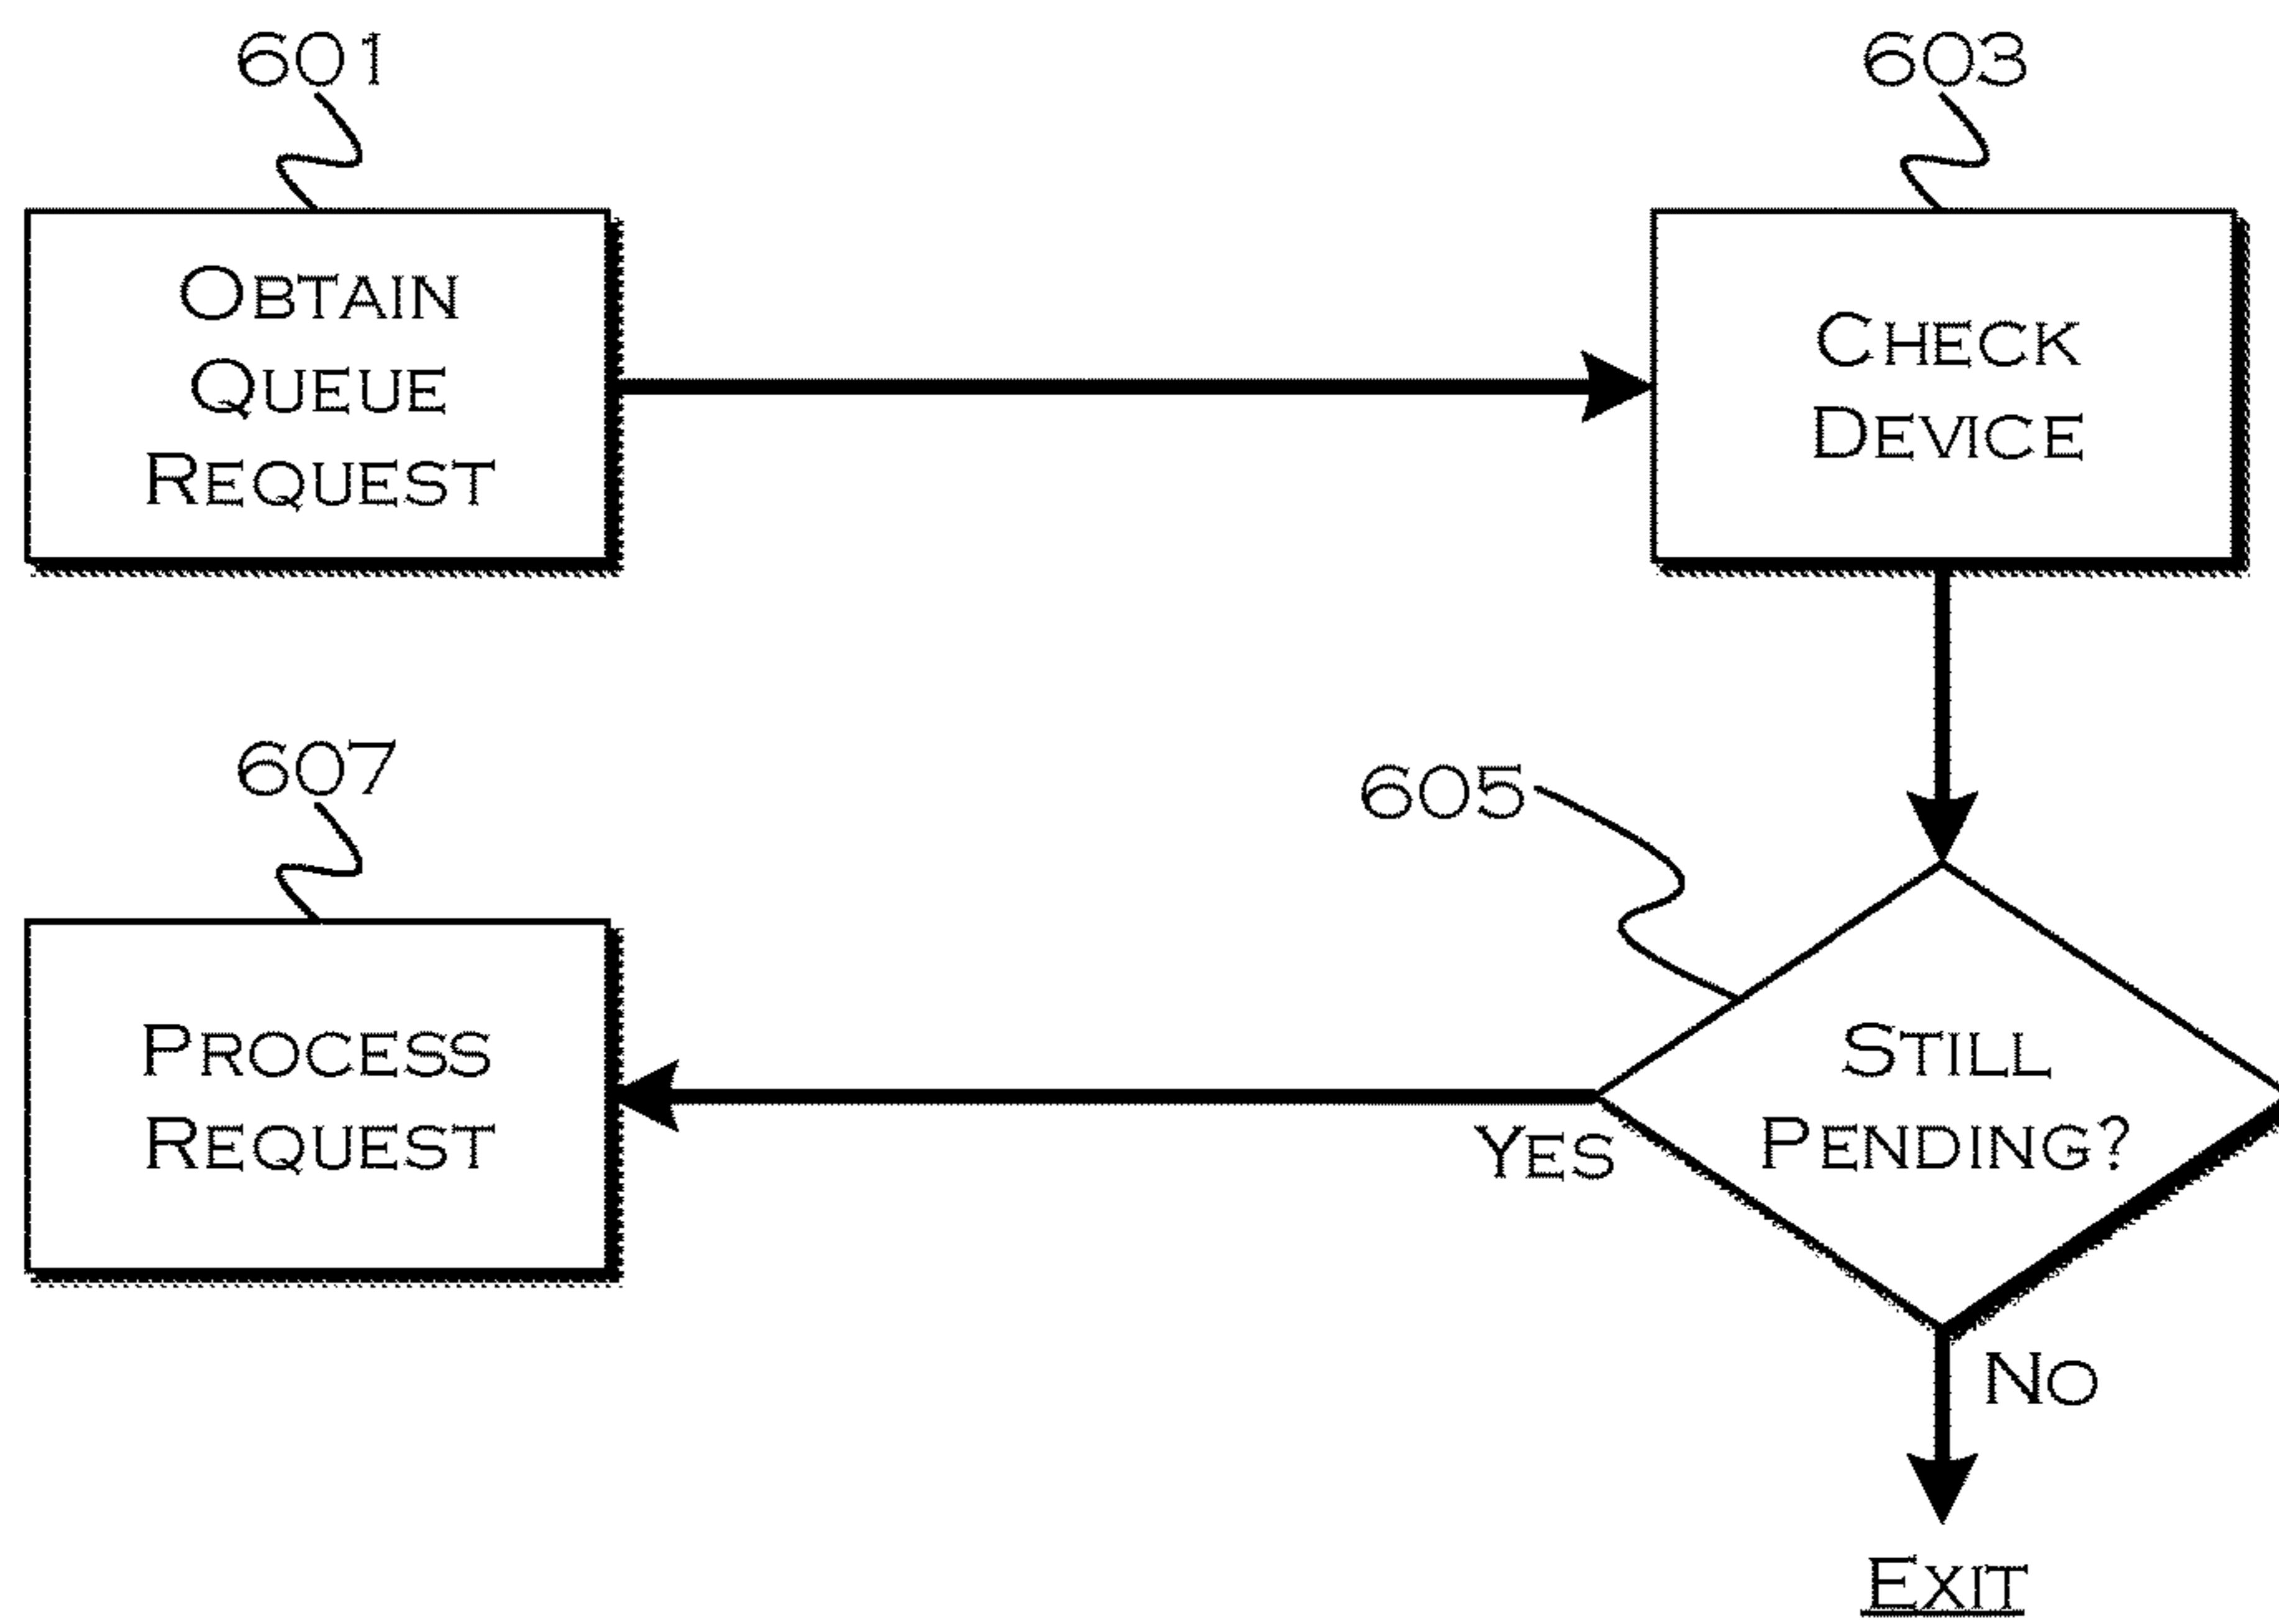 601
603
Obtain
Queue
Request
Check
Device
607
605
Process
Request
Still
Pending?
Yes
No
Exit